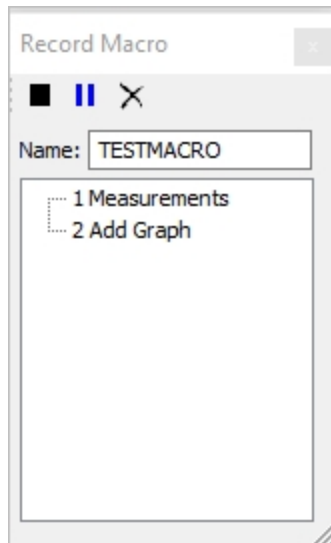 Record Macro
Name: TESTMACRO
1 Measurements
2 Add Graph